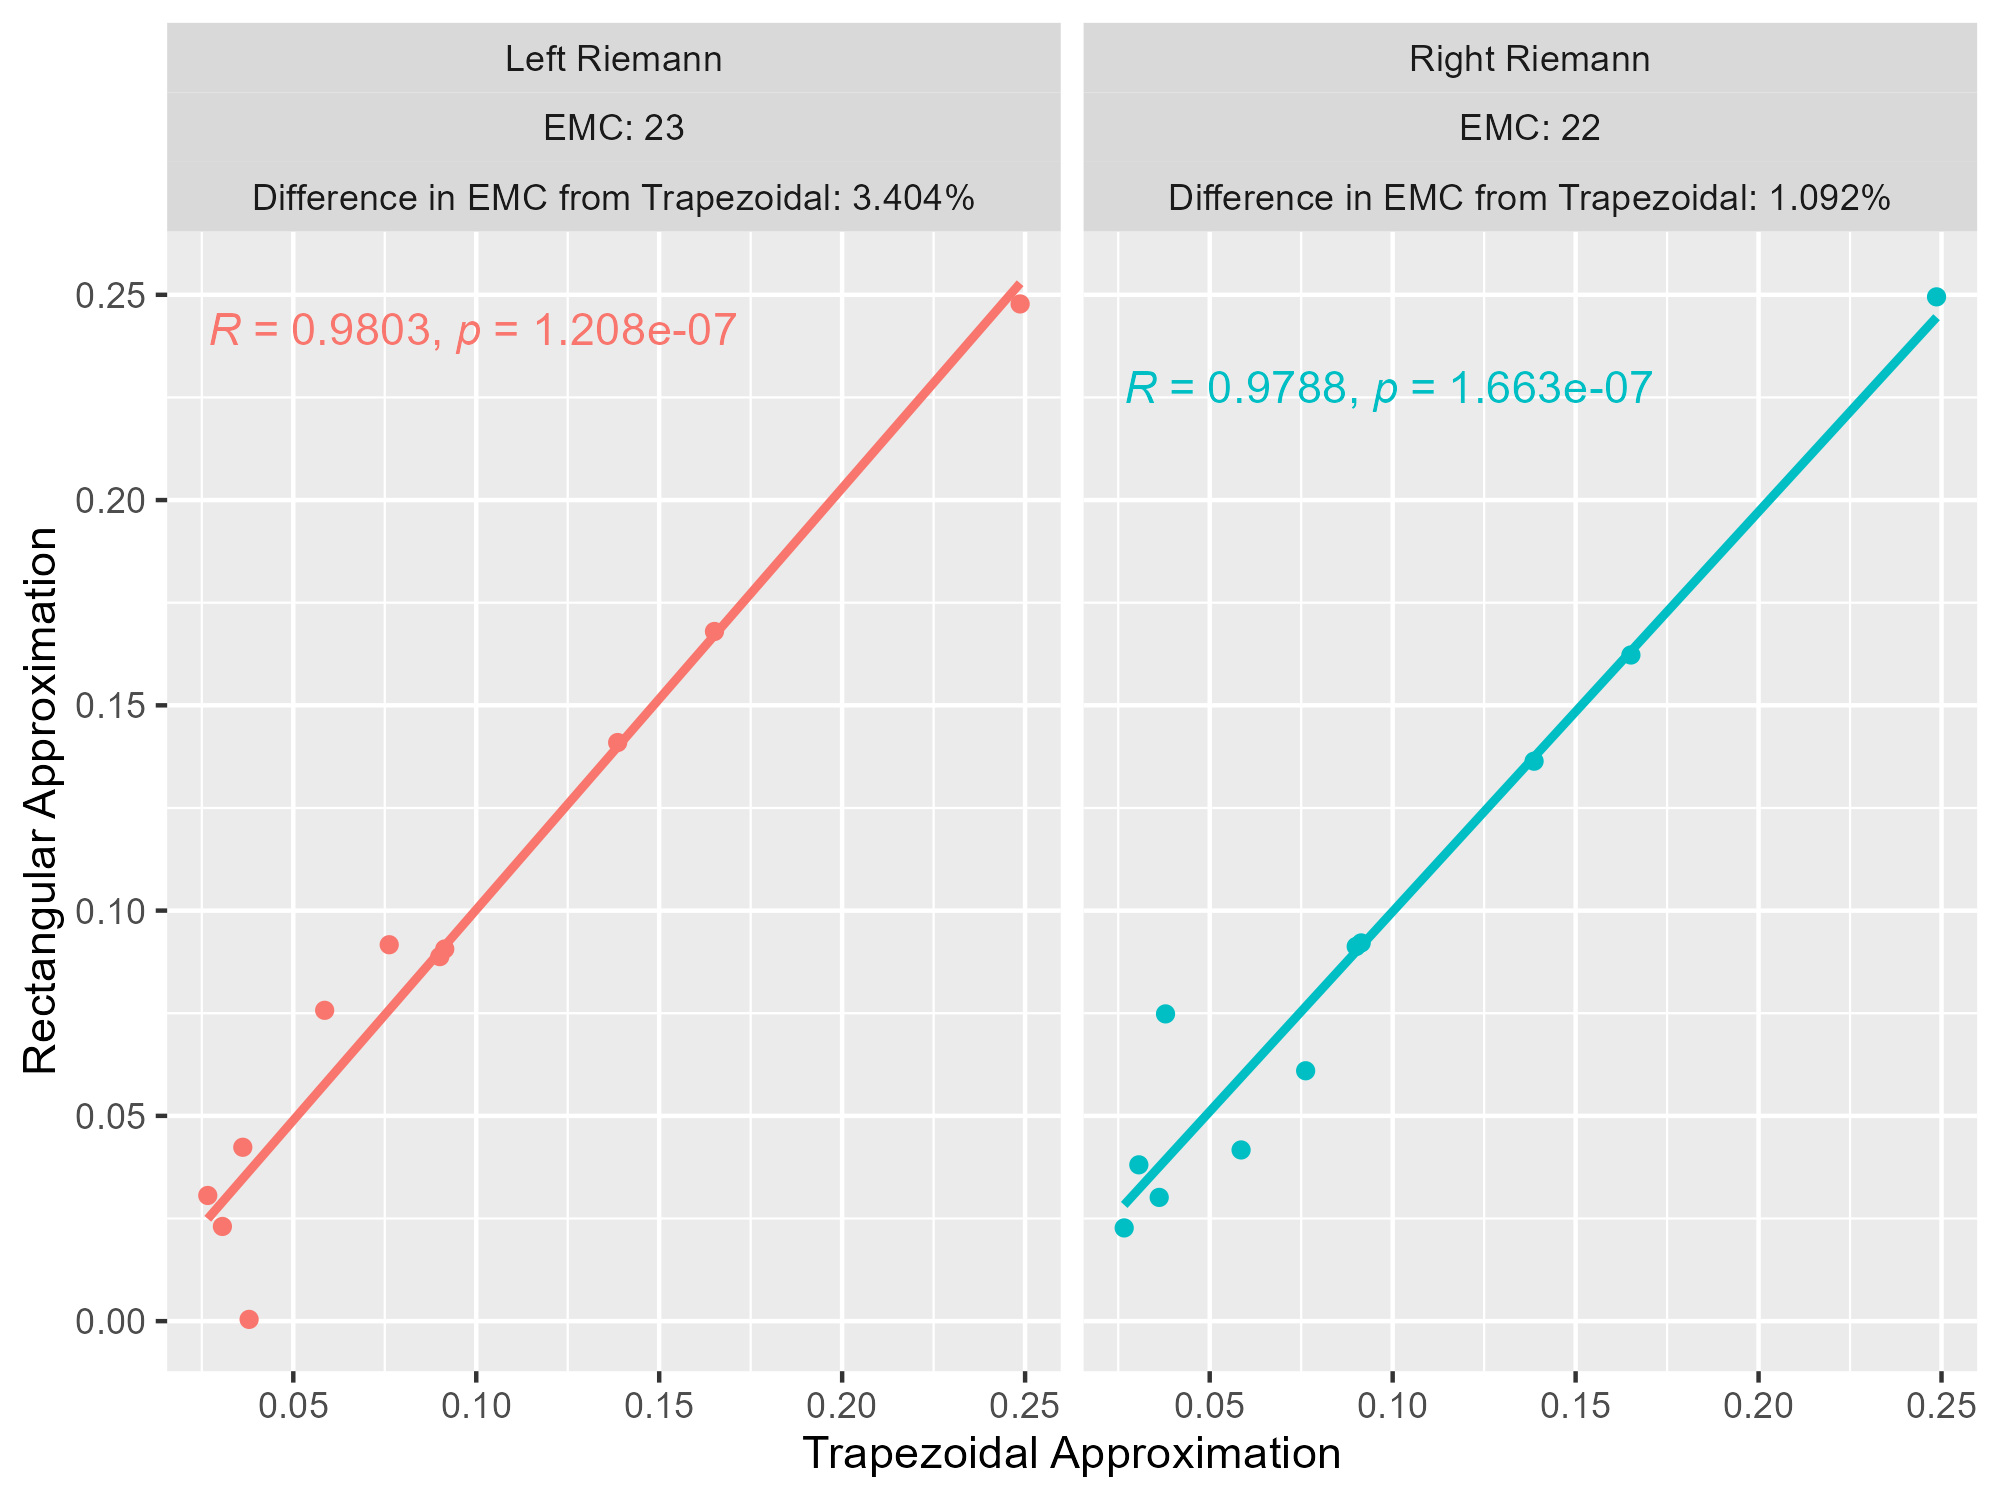 Left Riemann
EMC: 23
Difference in EMC from Trapezoidal: 3.404%
Right Riemann
EMC: 22
Difference in EMC from Trapezoidal: 1.092%
R = 0.9803, p = 1.208e-07
R = 0.9788, p = 1.663e-07
Rectangular Approximation
0.25
0.20
0.15
0.10
0.05
0.00
0.05 0.10 0.15 0.20 0.25
0.05 0.10 0.15 0.20 0.25
Trapezoidal Approximation